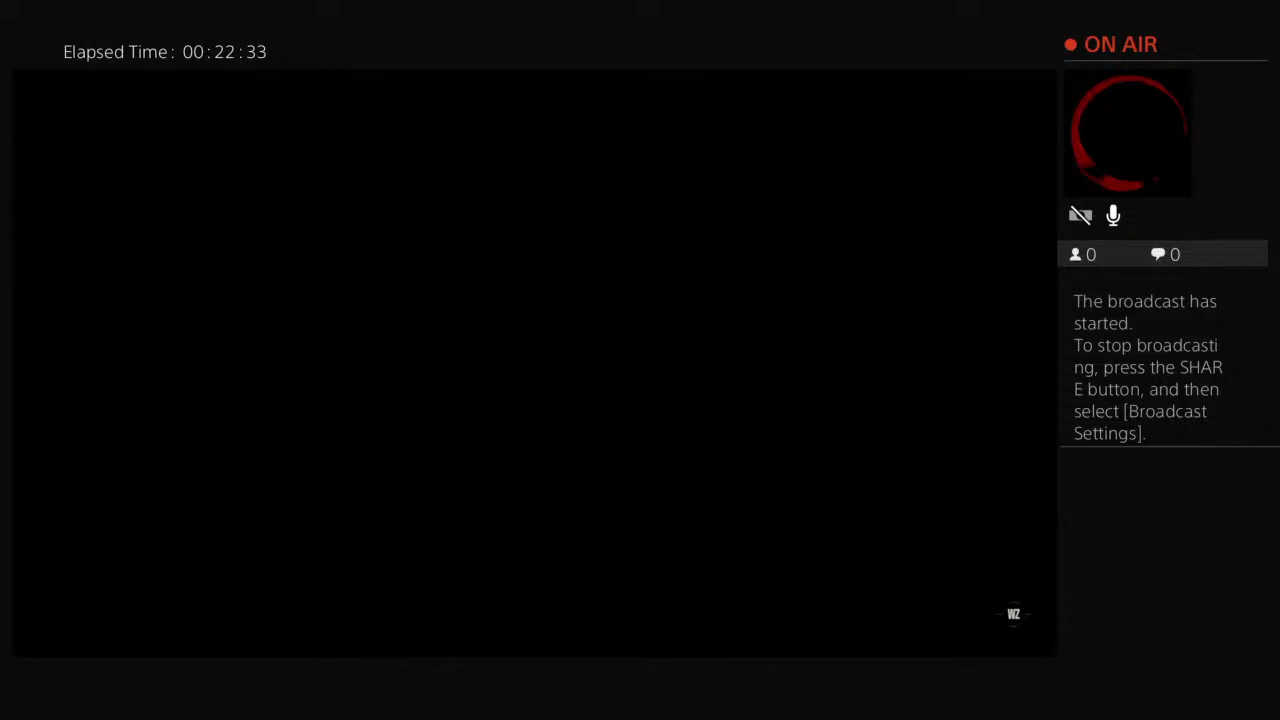 Elapsed Time: 00:22:33
ON AIR
0 0
The broadcast has
started.
To stop broadcasti
ng, press the SHAR
E button, and then
select [Broadcast
Settings].
WZ